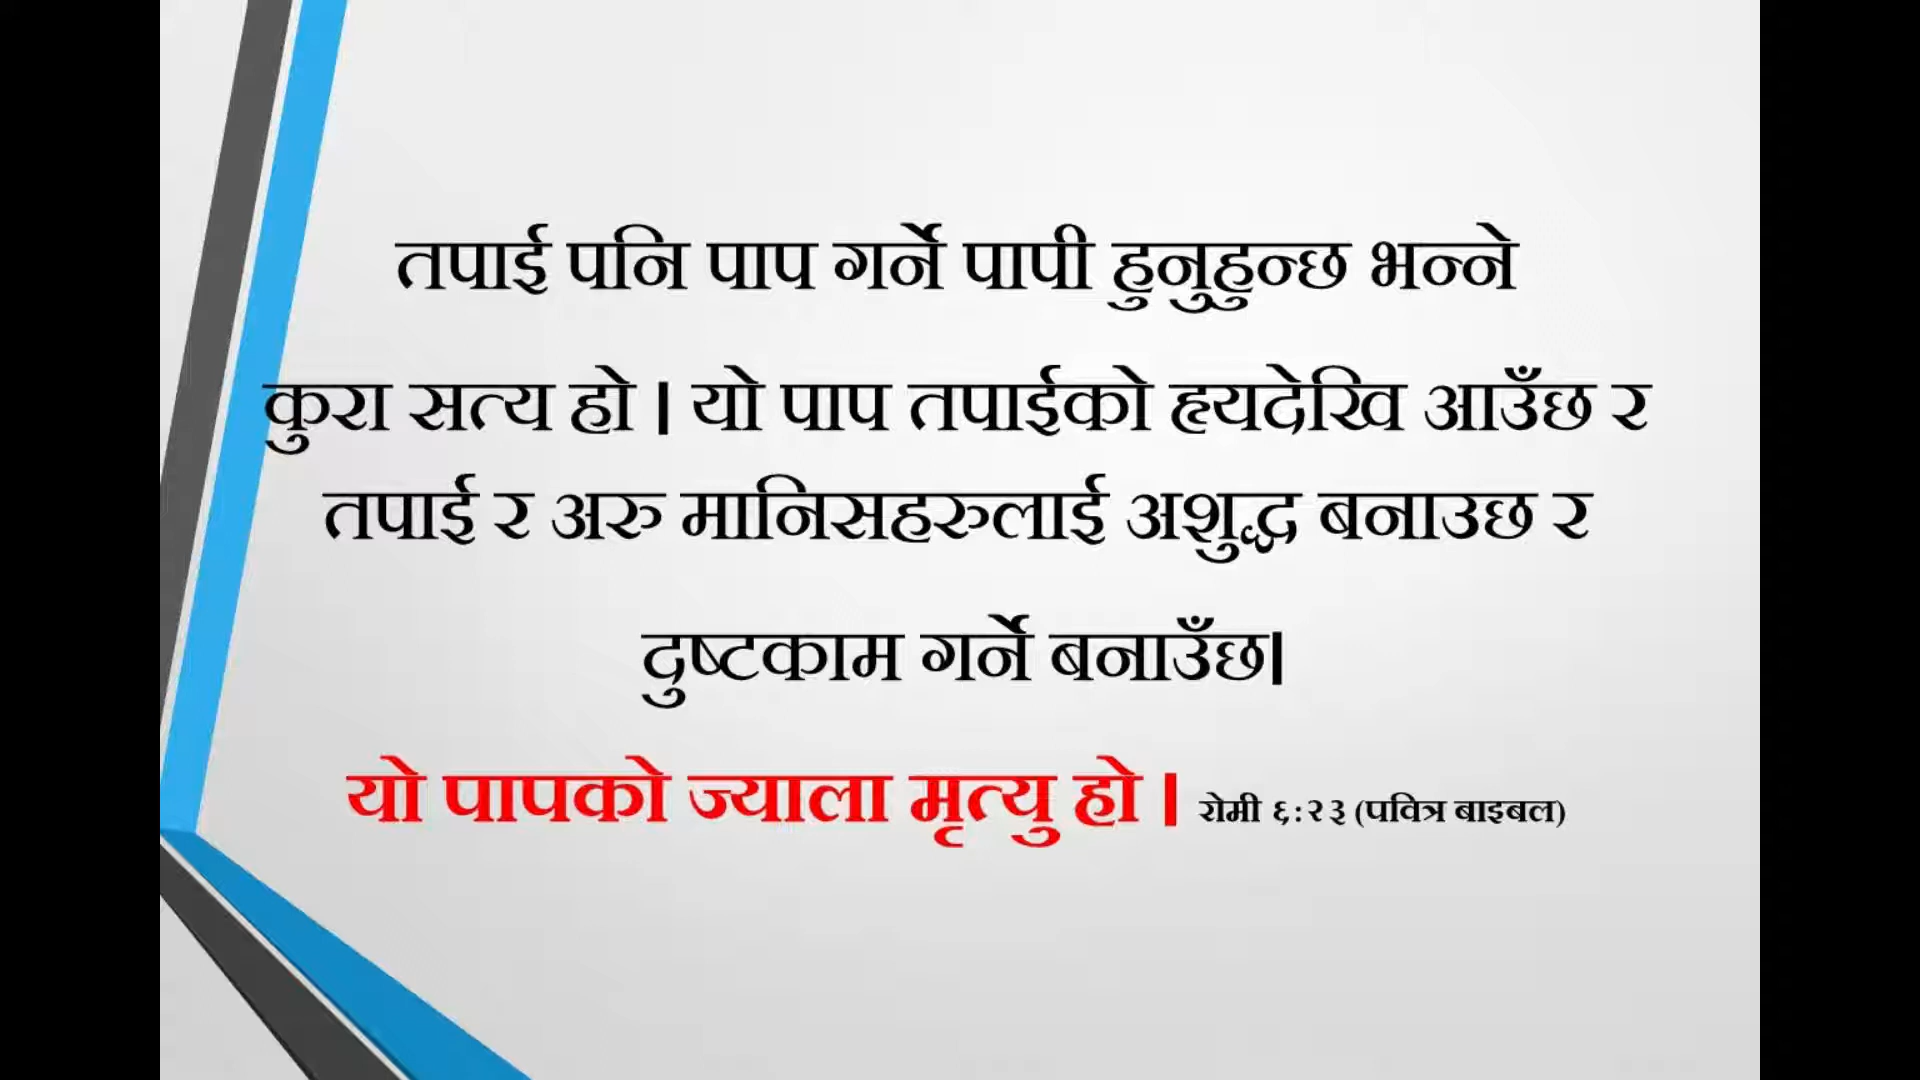 तपाई पनि पाप गर्ने पापी हुनुहुन्छ भन्ने
कुरा सत्य हो । यो पाप तपाईको हृयदेखि आउँछ र
तपाई र अरु मानिसहरुलाई अशुद्ध बनाउछ र
दुष्टकाम गर्ने बनाउँछ।
यो पापको ज्याला मृत्यु हो । रोमी ६:२३ (पवित्र बाइबल)